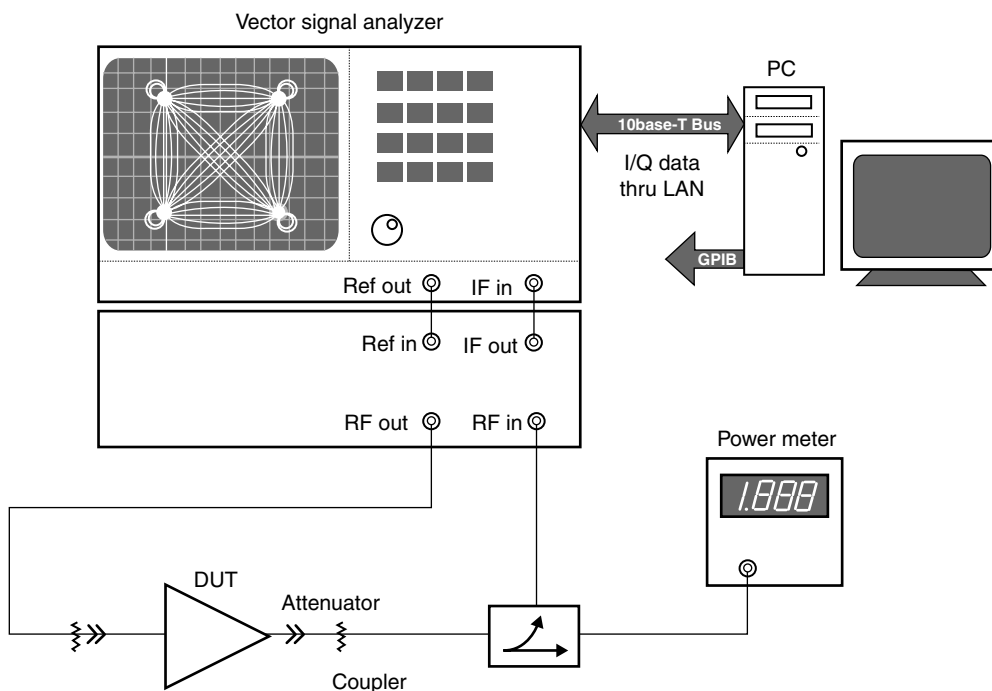 Vector signal analyzer
PC
10base-T Bus
I/Q data
thru LAN
GPIB
Ref out
IF in
Ref in
IF out
RF out
RF in
Power meter
1.888
DUT
Attenuator
Coupler